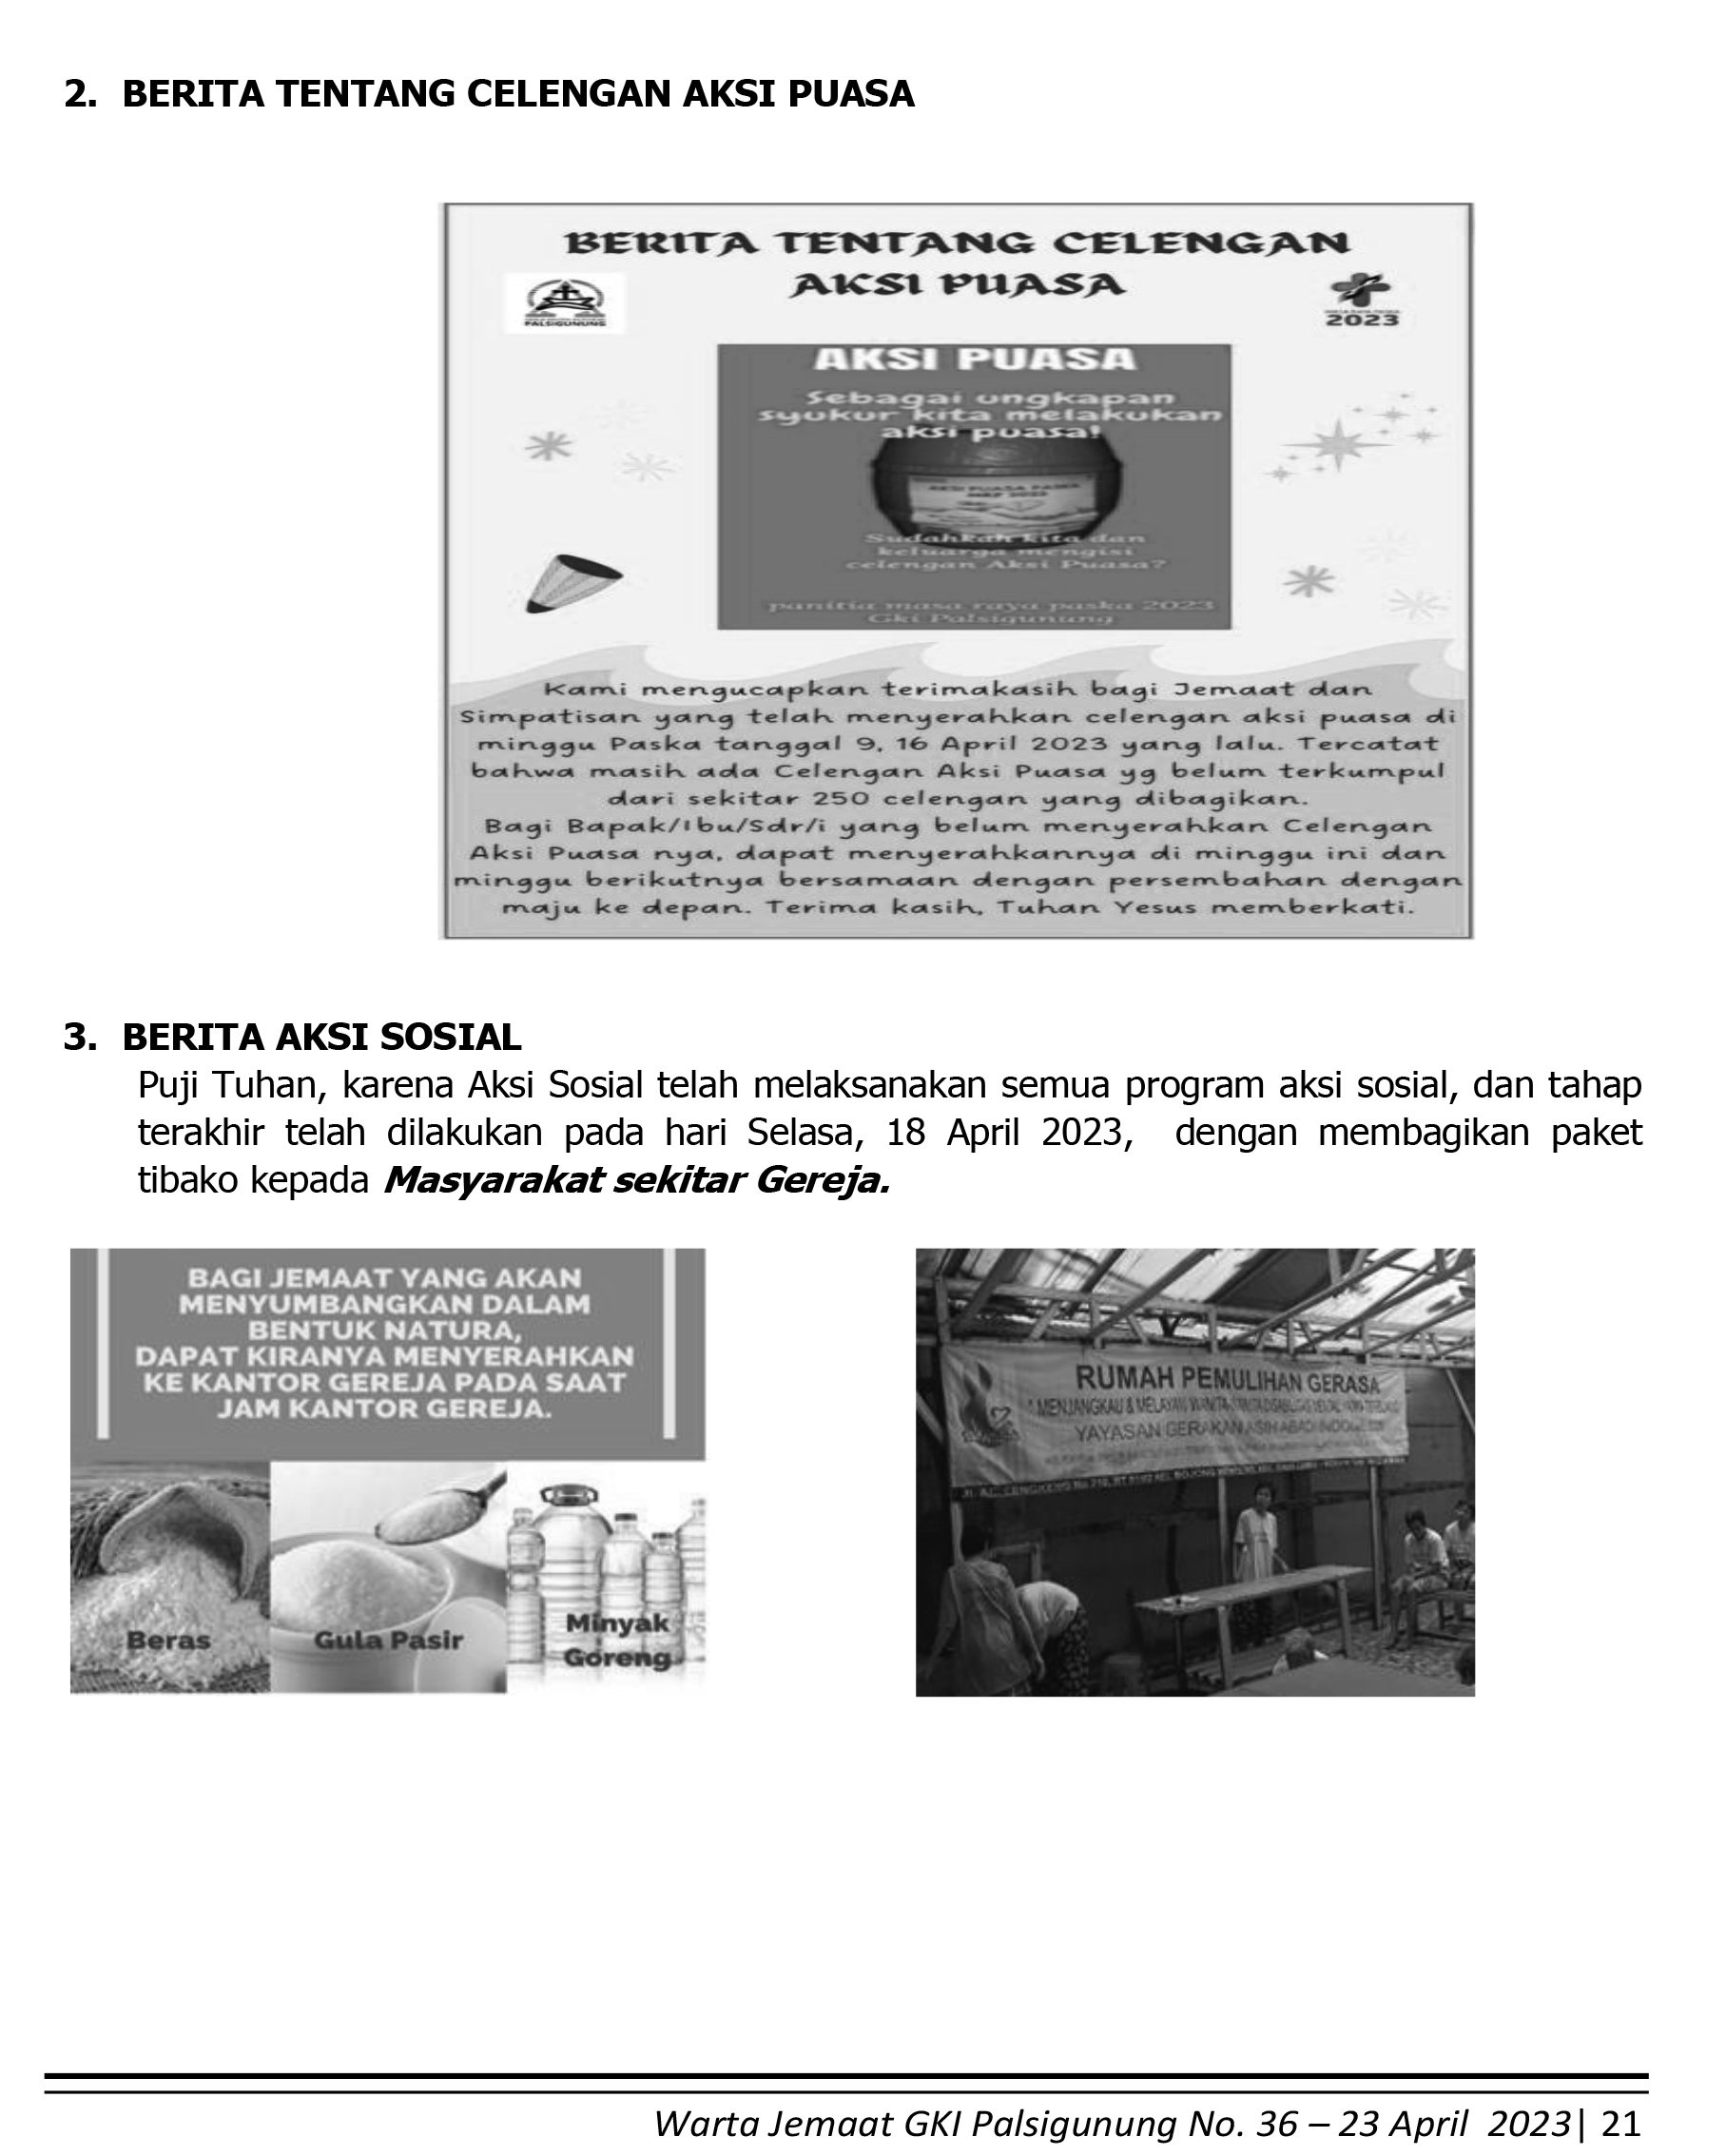 2. BERITA TENTANG CELENGAN AKSI PUASA
BERITA TENTANG CELENGAN
AKSI PUASA
PALSIGUNUNG
2023
AKSI PUASA
Sebagai ungkapan
syukur kita melakukan
aksi puasa!
AKSI PUASA PASKA
MRP 2023
Sudahkah kita dan
keluarga mengisi
celengan Aksi Puasa?
panitia masa raya paska 2023
Gki Palsigunung
Kami mengucapkan terimakasih bagi Jemaat dan
Simpatisan yang telah menyerahkan celengan aksi puasa di
minggu Paska tanggal 9, 16 April 2023 yang lalu. Tercatat
bahwa masih ada Celengan Aksi Puasa yg belum terkumpul
dari sekitar 250 celengan yang dibagikan.
Bagi Bapak/Ibu/Sdr/i yang belum menyerahkan Celengan
Aksi Puasa nya, dapat menyerahkannya di minggu ini dan
minggu berikutnya bersamaan dengan persembahan dengan
maju ke depan. Terima kasih, Tuhan Yesus memberkati.
3. BERITA AKSI SOSIAL
Puji Tuhan, karena Aksi Sosial telah melaksanakan semua program aksi sosial, dan tahap
terakhir telah dilakukan pada hari Selasa, 18 April 2023, dengan membagikan paket
tibako kepada Masyarakat sekitar Gereja.
BAGI JEMAAT YANG AKAN
MENYUMBANGKAN DALAM
BENTUK NATURA,
DAPAT KIRANYA MENYERAHKAN
KE KANTOR GEREJA PADA SAAT
JAM KANTOR GEREJA.
Beras
Gula Pasir
Minyak
Goreng
RUMAH PEMULIHAN GERASA
MENJANGKAU & MELAYANI WANITA
YAYASAN GERAKAN ASIH ABADI
Warta Jemaat GKI Palsigunung No. 36 – 23 April 2023| 21